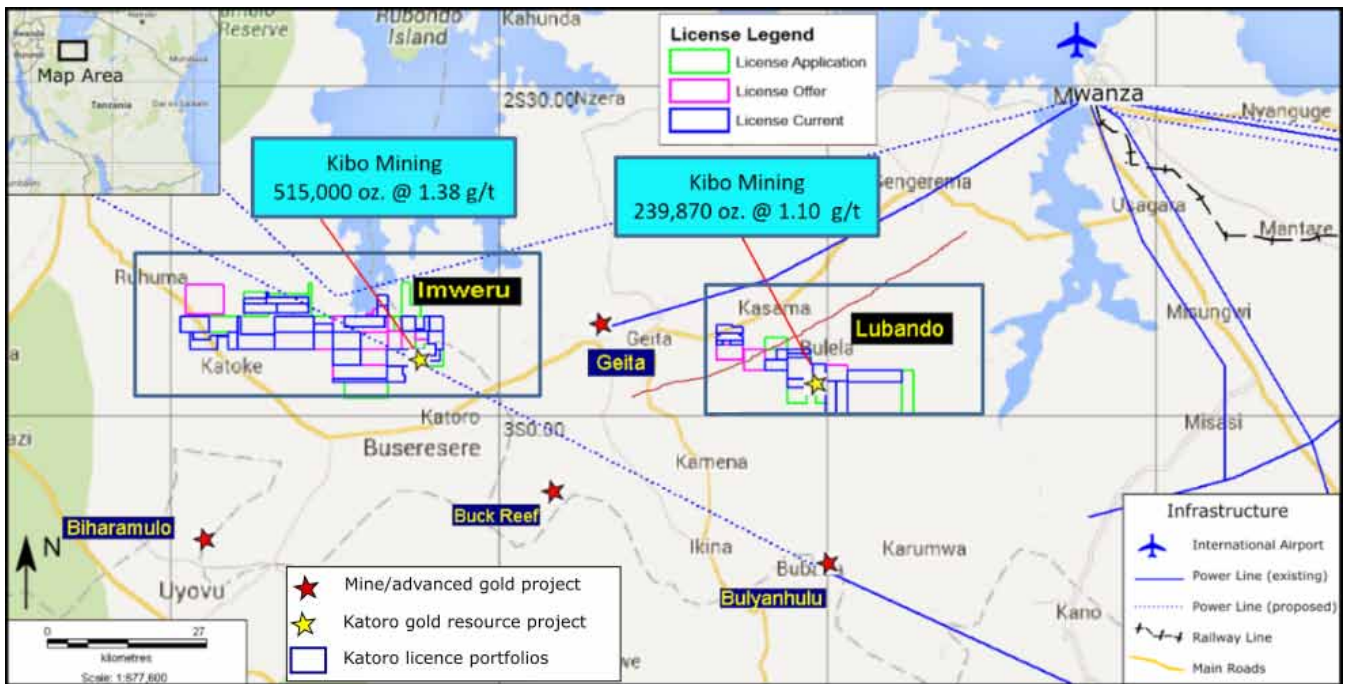 Map Area
Tanzania
Reserve
Rubondo
Island
Kahunda
License Legend
License Application
License Offer
License Current
2S30.00
Nzera
Mwanza
Nyanguge
Kibo Mining
515,000 oz. @ 1.38 g/t
Kibo Mining
239,870 oz. @ 1.10 g/t
Usagara
Mantare
Ruhuma
Imweru
Kasama
Lubando
Misungwi
Geita
Geita
Bulela
Katoke
Katoro
3S0.00
Misasi
Buseresere
Kamena
Buck Reef
Biharamulo
Ikina
Karumwa
N
Uyovu
Bulyanhulu
Kano
Infrastructure
International Airport
Power Line (existing)
Power Line (proposed)
Railway Line
Main Roads
Mine/advanced gold project
Katoro gold resource project
Katoro licence portfolios
0 27
kilometres
Scale: 1:677,600